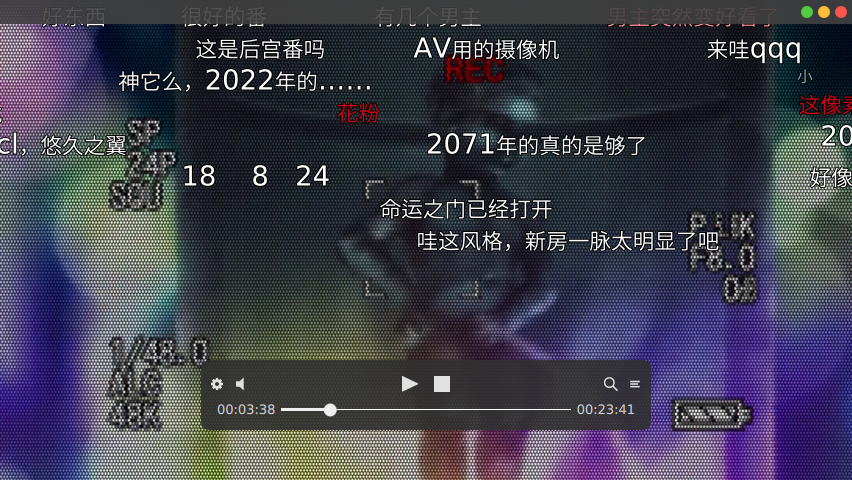 好东西 很好的番 有几个男主 男主突然变好看了
这是后宫番吗 AV用的摄像机 来哇qqq
REC
神它么，2022年的…… 小
花粉 这像素
SP
cl，悠久之翼 2071年的真的是够了 20
24P
18 8 24 好像
命运之门已经打开
哇这风格，新房一脉太明显了吧
F8.0
1/48.0
48K
00:03:38 00:23:41